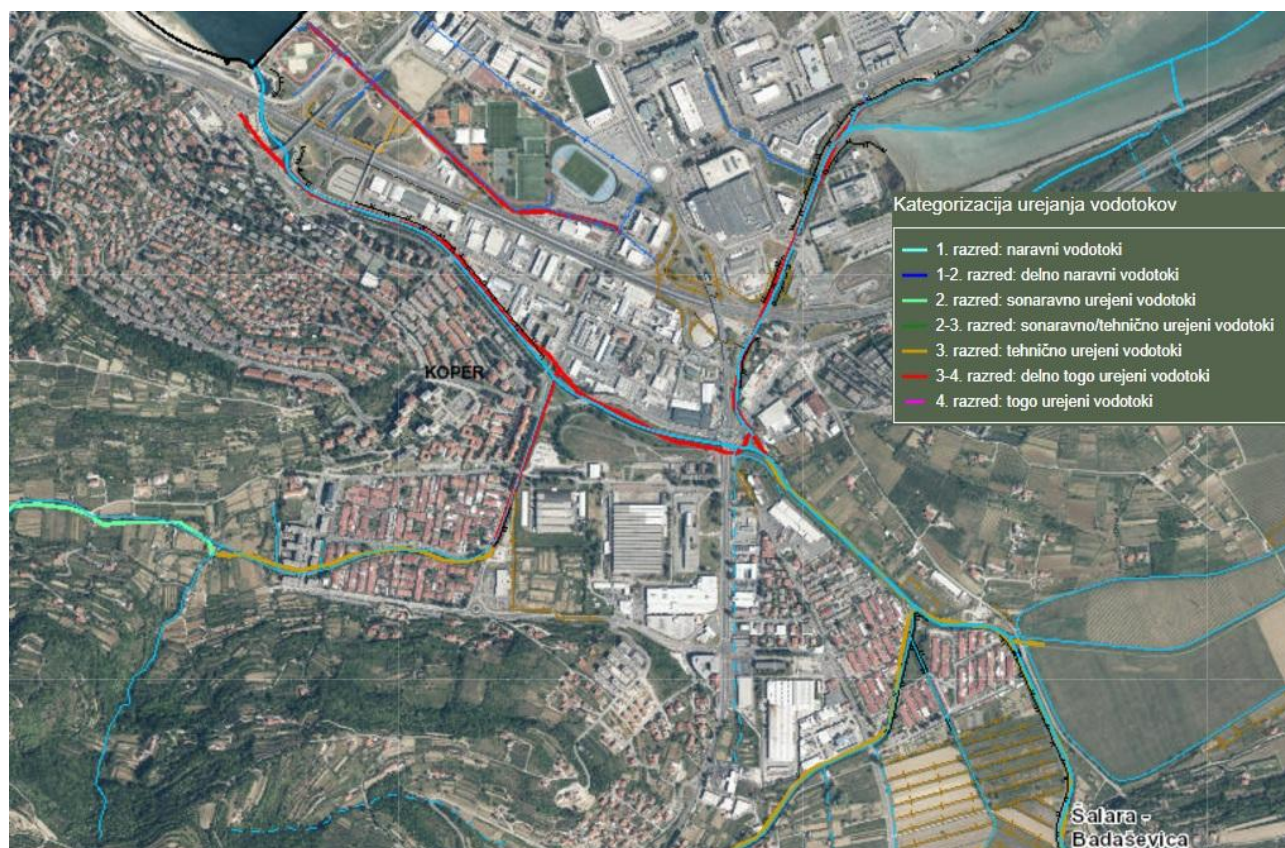 Kategorizacija urejanja vodotokov
1. razred: naravni vodotoki
1-2. razred: delno naravni vodotoki
2. razred: sonaravno urejeni vodotoki
2-3. razred: sonaravno/tehnično urejeni vodotoki
3. razred: tehnično urejeni vodotoki
3-4. razred: delno togo urejeni vodotoki
4. razred: togo urejeni vodotoki
KOPER
Šalara -
Badaševica